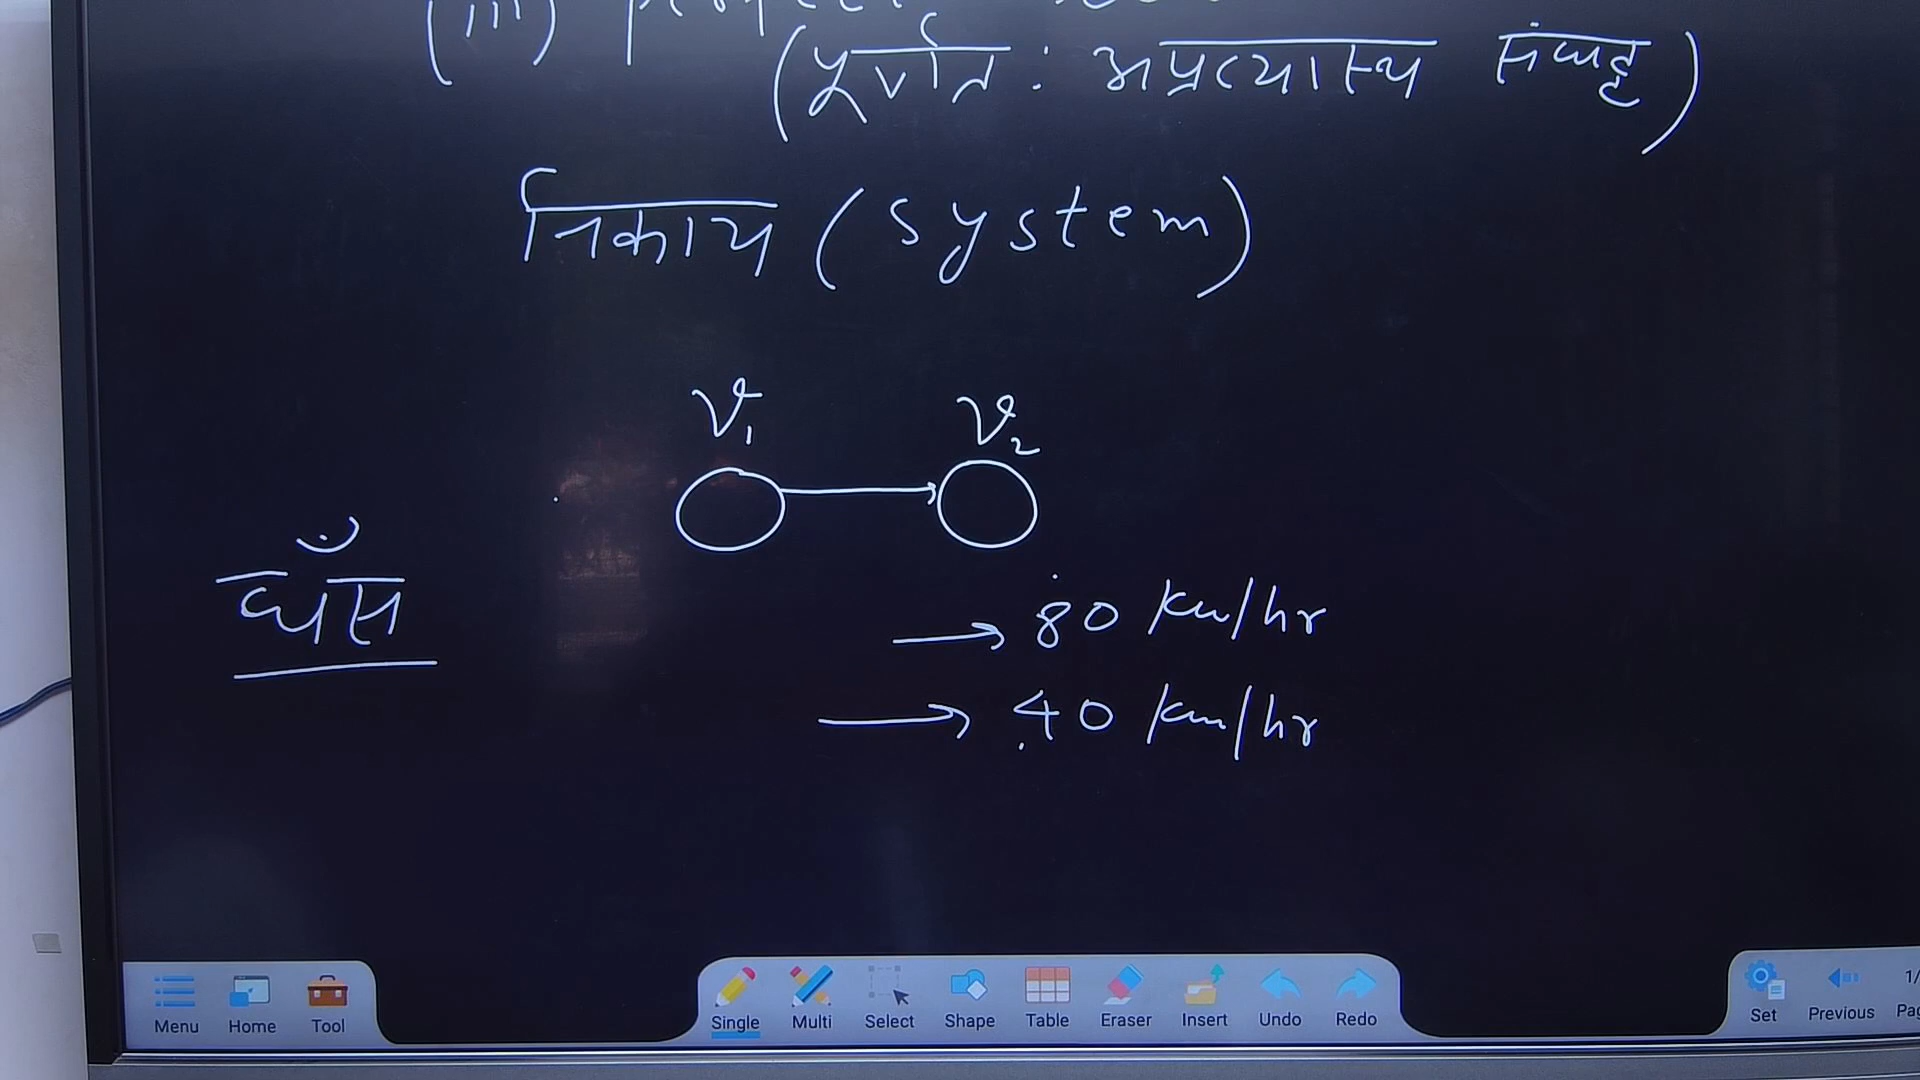 (iii)
(पूर्णत: अप्रत्यास्थ संघट्ट)
निकाय (System)
V₁ V₂
→ 80 km/hr
→ 40 km/hr
Menu Home Tool Single Multi Select Shape Table Eraser Insert Undo Redo Set Previous